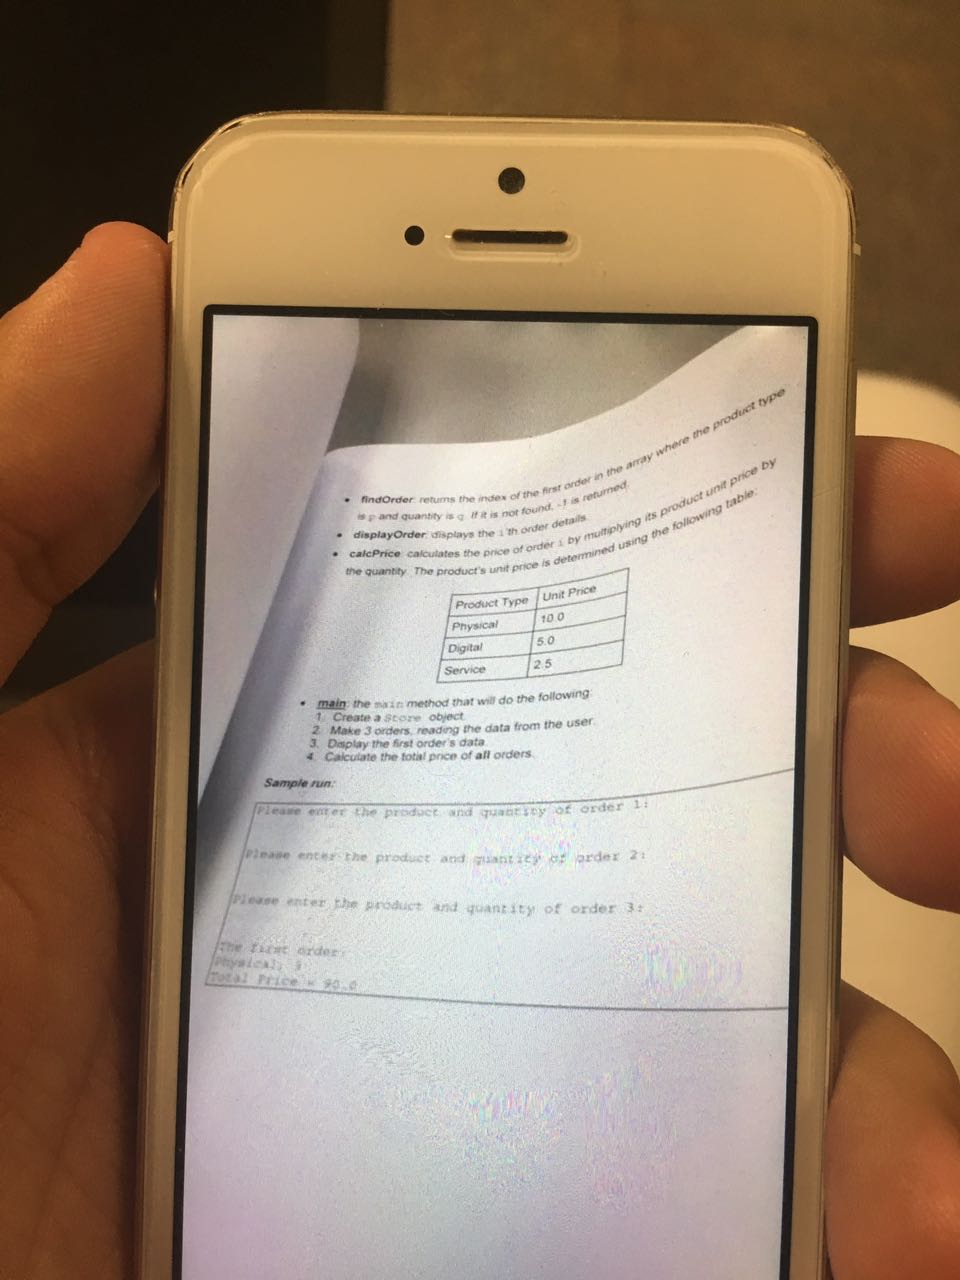 • findOrder: returns the index of the first order in the array where the product type
is p and quantity is q. If it is not found, -1 is returned.
• displayOrder: displays the i'th order details.
• calcPrice: calculates the price of order i by multiplying its product unit price by
the quantity. The product's unit price is determined using the following table:
Product Type Unit Price
Physical 10.0
Digital 5.0
Service 2.5
• main: the main method that will do the following:
1. Create a Store object.
2. Make 3 orders, reading the data from the user.
3. Display the first order's data.
4. Calculate the total price of all orders.
Sample run:
Please enter the product and quantity of order 1:
Please enter the product and quantity of order 2:
Please enter the product and quantity of order 3:
The first order:
Physical,
Total Price = 90.0